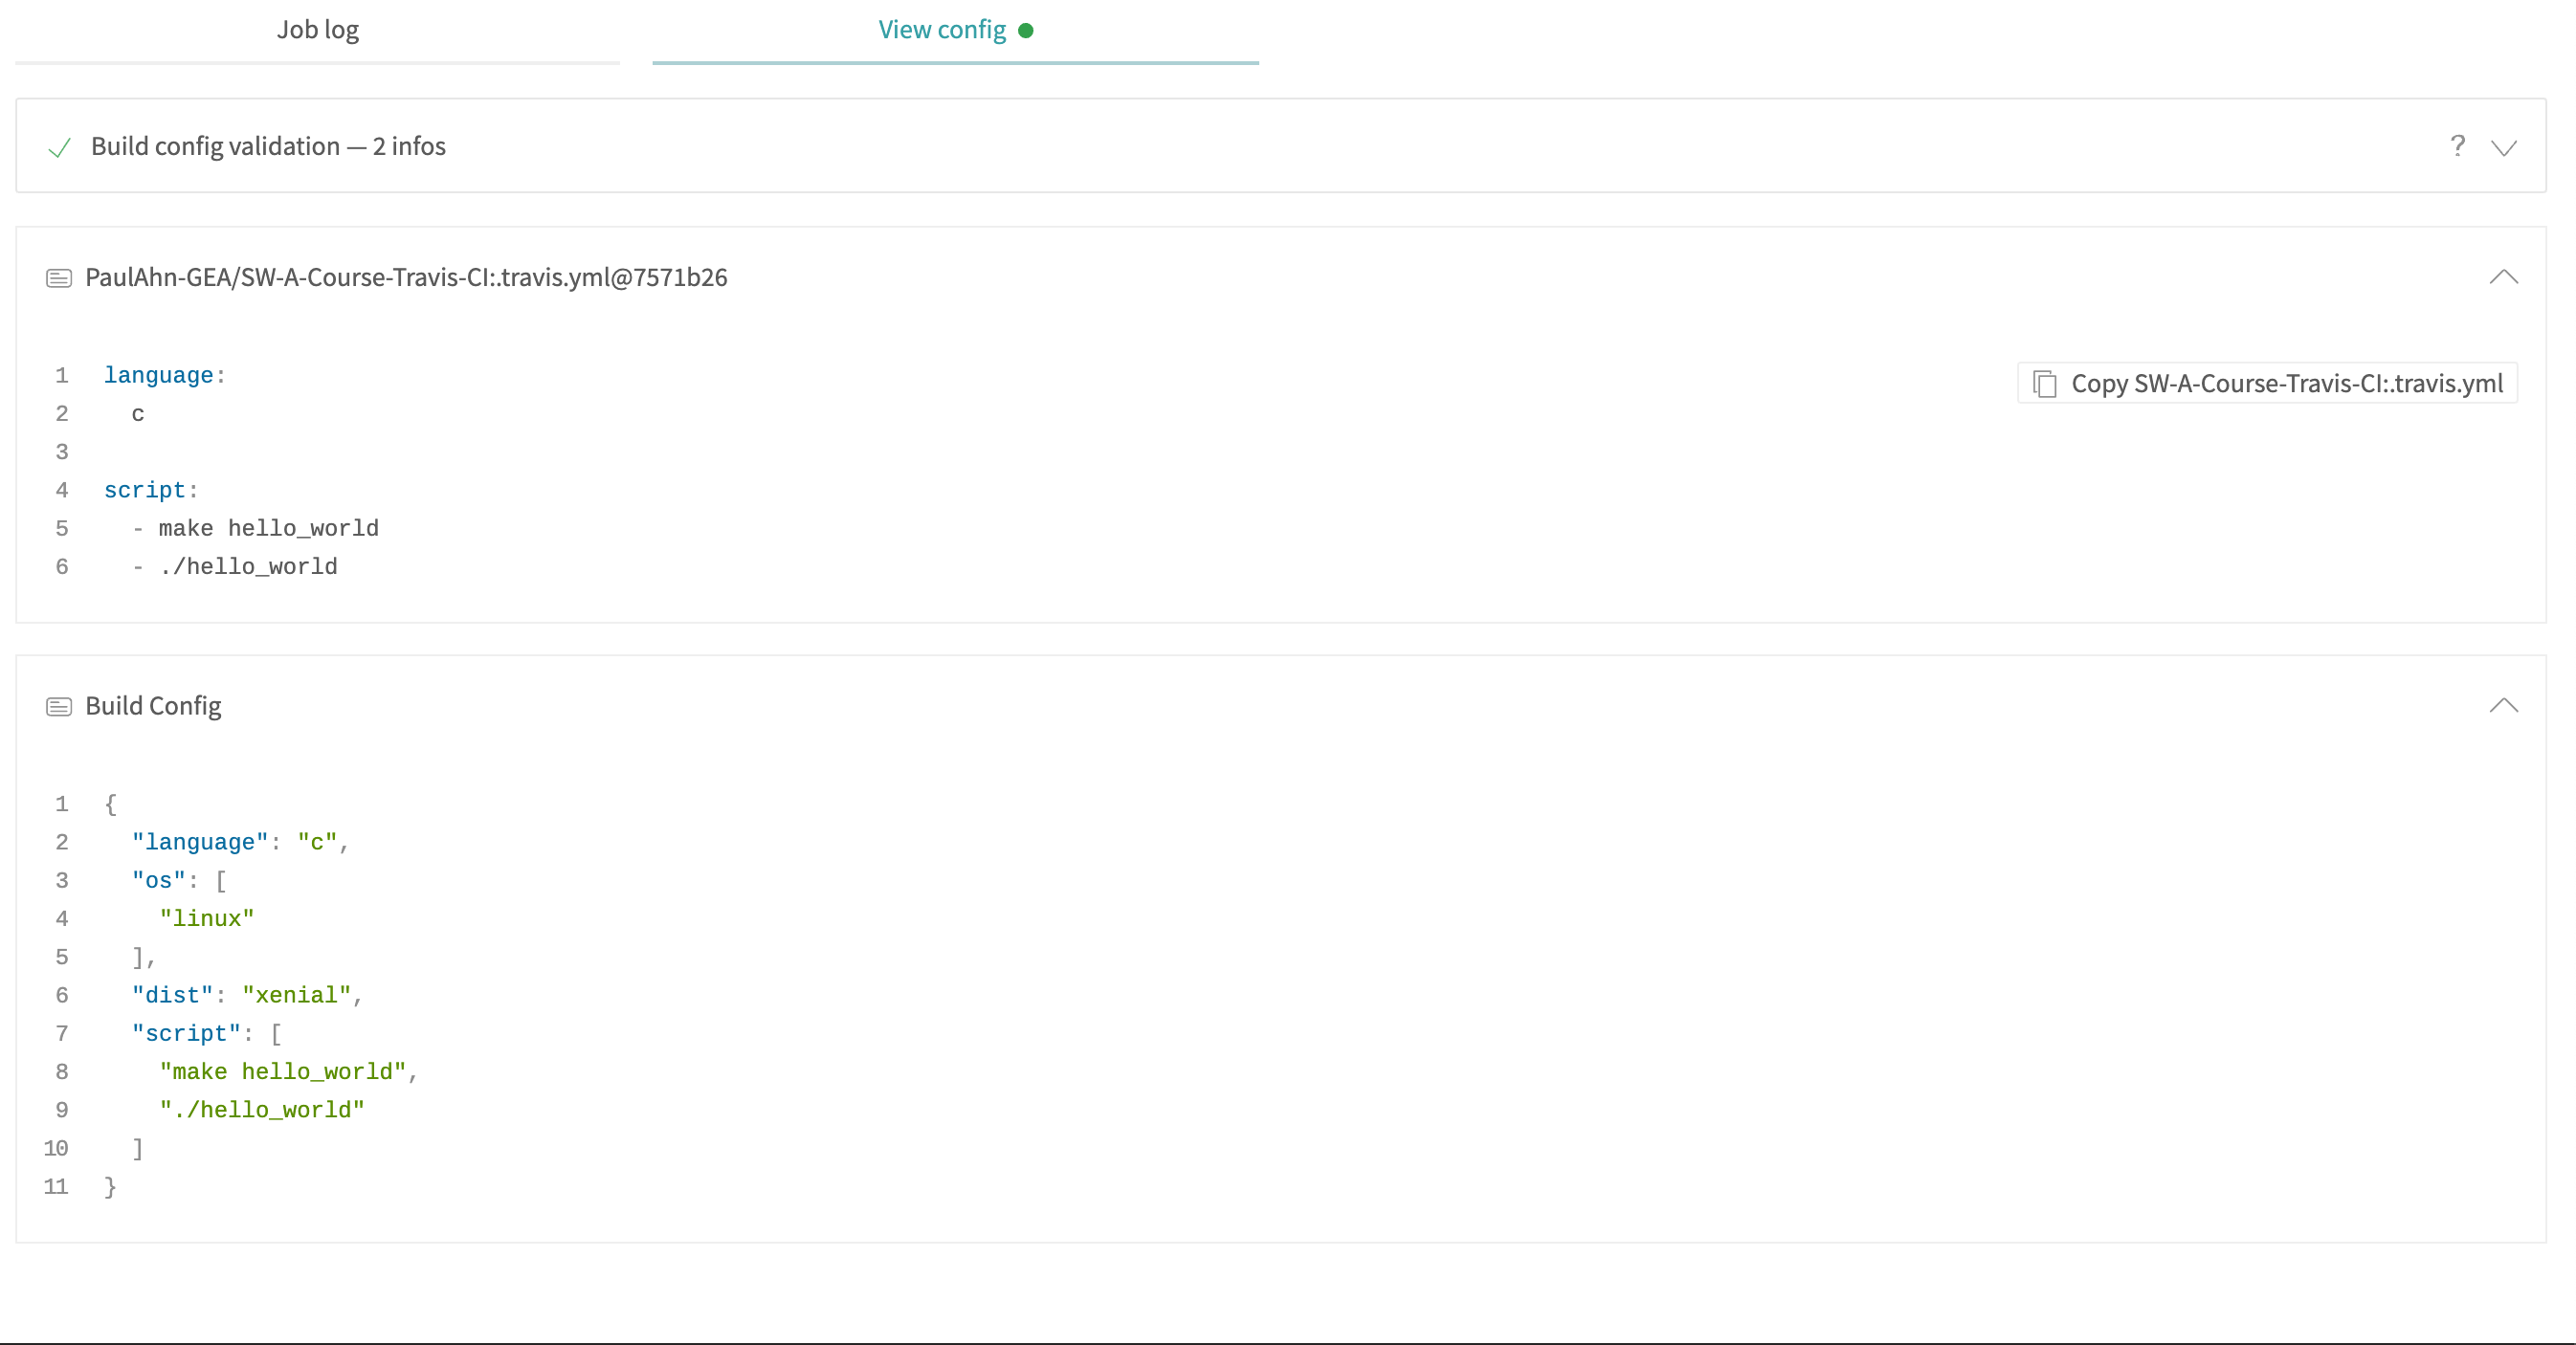 Job log
View config
Build config validation — 2 infos
?
PaulAhn-GEA/SW-A-Course-Travis-CI:.travis.yml@7571b26
Copy SW-A-Course-Travis-CI:.travis.yml
1 language:
2   c
3
4 script:
5   - make hello_world
6   - ./hello_world
Build Config
1 {
2   "language": "c",
3   "os": [
4     "linux"
5   ],
6   "dist": "xenial",
7   "script": [
8     "make hello_world",
9     "./hello_world"
10   ]
11 }